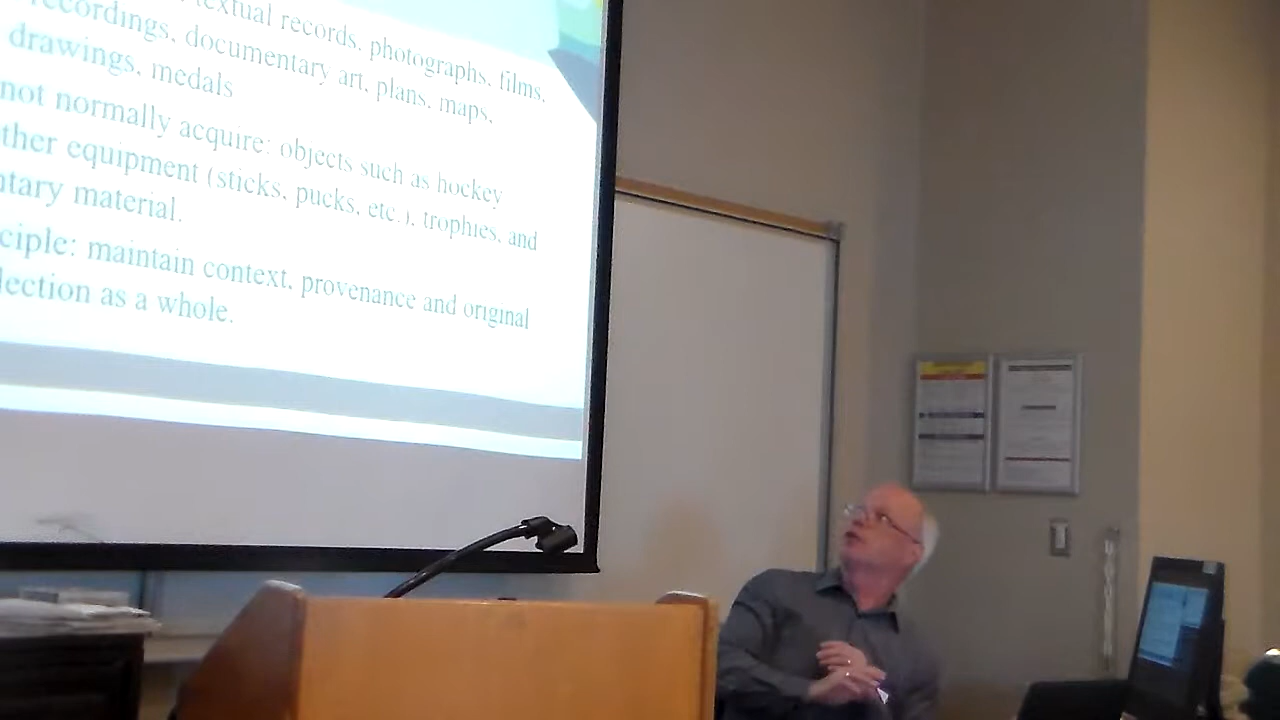 textual records, photographs, films,
recordings, documentary art, plans, maps,
drawings, medals
not normally acquire: objects such as hockey
ther equipment (sticks, pucks, etc.), trophies, and
ntary material.
ciple: maintain context, provenance and original
lection as a whole.